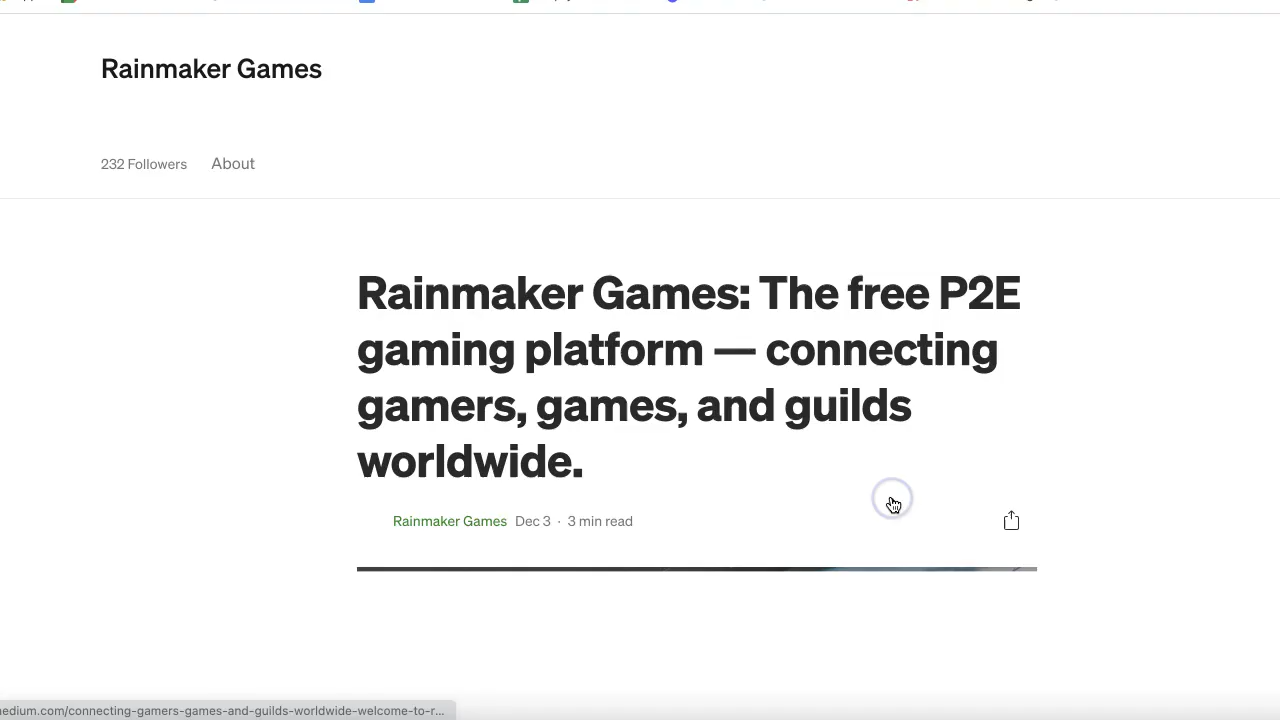 Rainmaker Games
232 Followers About
Rainmaker Games: The free P2E
gaming platform — connecting
gamers, games, and guilds
worldwide.
Rainmaker Games Dec 3 · 3 min read
edium.com/connecting-gamers-games-and-guilds-worldwide-welcome-to-r...